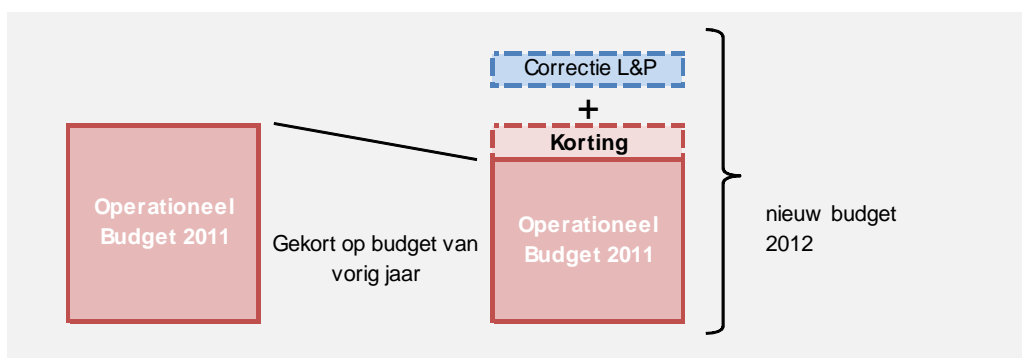 Correctie L&P
+
Korting
Operationeel
Budget 2011
Gekort op budget van
vorig jaar
Operationeel
Budget 2011
nieuw budget
2012